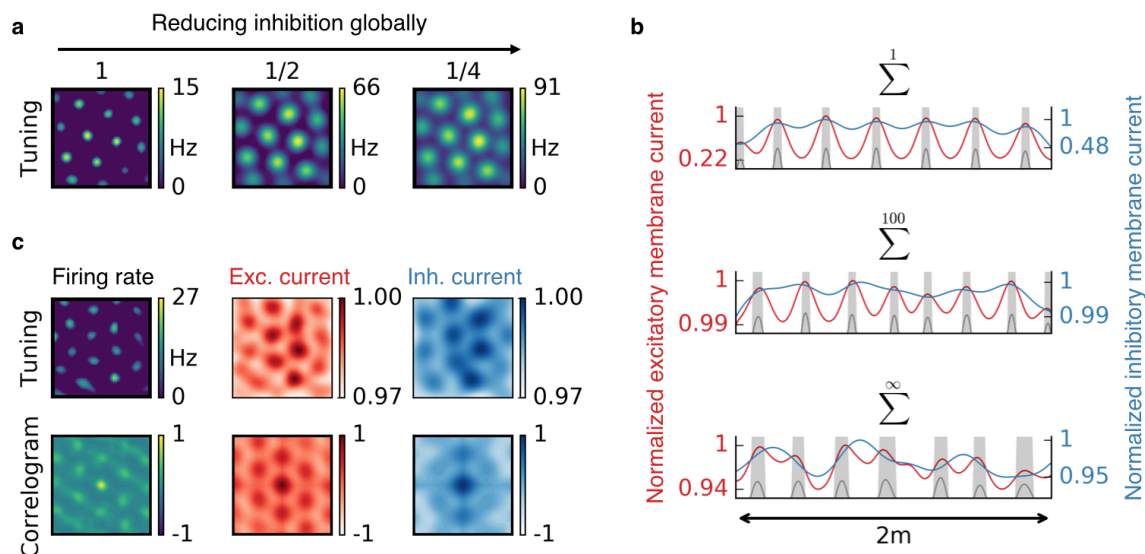 a
Reducing inhibition globally
1
1/2
1/4
Tuning
15
Hz
0
66
Hz
0
91
Hz
0
b
Normalized excitatory membrane current
Normalized inhibitory membrane current
1
∑
1
0.22
1
0.48
100
∑
1
0.99
1
0.99
∞
∑
1
0.94
1
0.95
2m
c
Firing rate
Exc. current
Inh. current
Tuning
27
Hz
0
1.00
0.97
1.00
0.97
Correlogram
1
-1
1
-1
1
-1